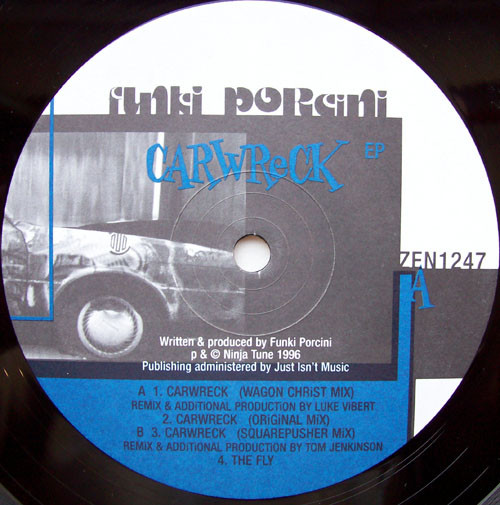 funki porcini
CARWReCK EP
ZEN1247
A
Written & produced by Funki Porcini
p & © Ninja Tune 1996
Publishing administered by Just Isn't Music
A 1. CARWRECK (WAGON CHRiST MIX)
REMIX & ADDiTiONAL PRODUCTiON BY LUKE ViBERT
2. CARWRECK (ORiGiNAL MiX)
B 3. CARWRECK (SQUAREPUSHER MiX)
REMiX & ADDiTiONAL PRODUCTiON BY TOM JENKiNSON
4. THE FLY